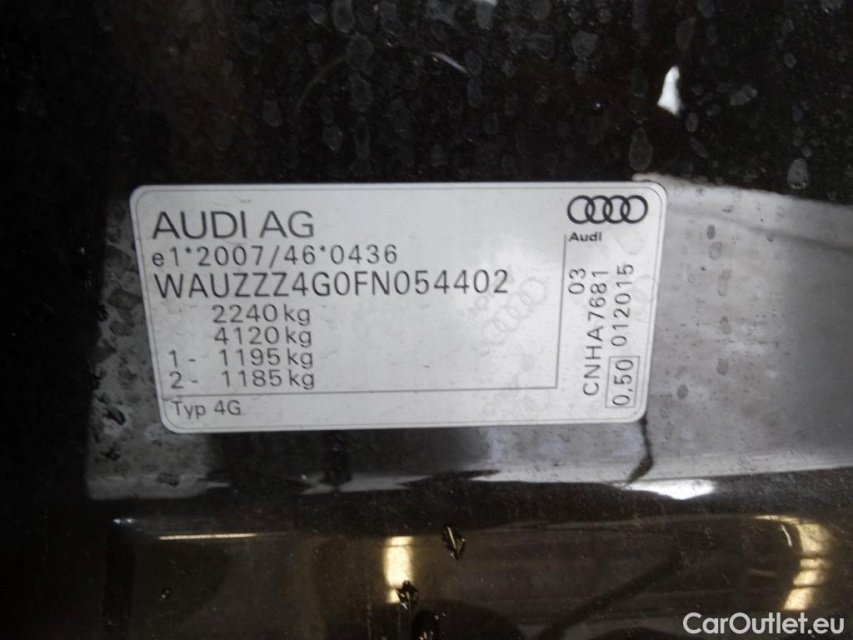 AUDI AG
e1*2007/46*0436
WAUZZZ4G0FN054402
2240 kg
4120 kg
1 - 1195 kg
2 - 1185 kg
Typ 4G
Audi
03
CNHA7681
0.50 012015
CarOutlet.eu